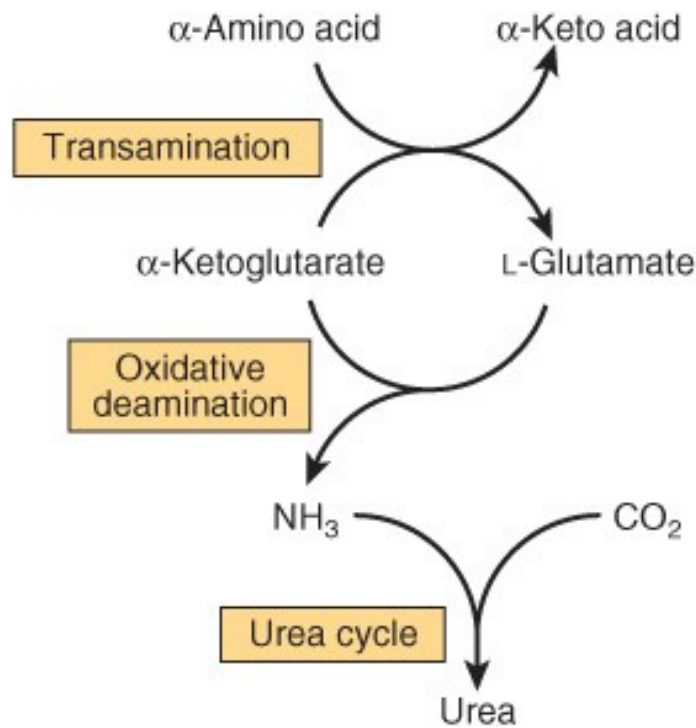 α-Amino acid
α-Keto acid
Transamination
α-Ketoglutarate
L-Glutamate
Oxidative
deamination
NH₃
CO₂
Urea cycle
Urea